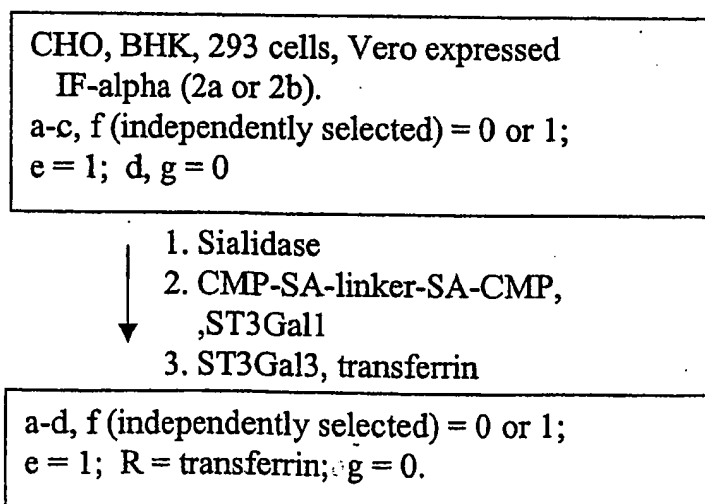 CHO, BHK, 293 cells, Vero expressed
IF-alpha (2a or 2b).
a-c, f (independently selected) = 0 or 1;
e = 1; d, g = 0
1. Sialidase
2. CMP-SA-linker-SA-CMP,
,ST3Gal1
3. ST3Gal3, transferrin
a-d, f (independently selected) = 0 or 1;
e = 1; R = transferrin; g = 0.